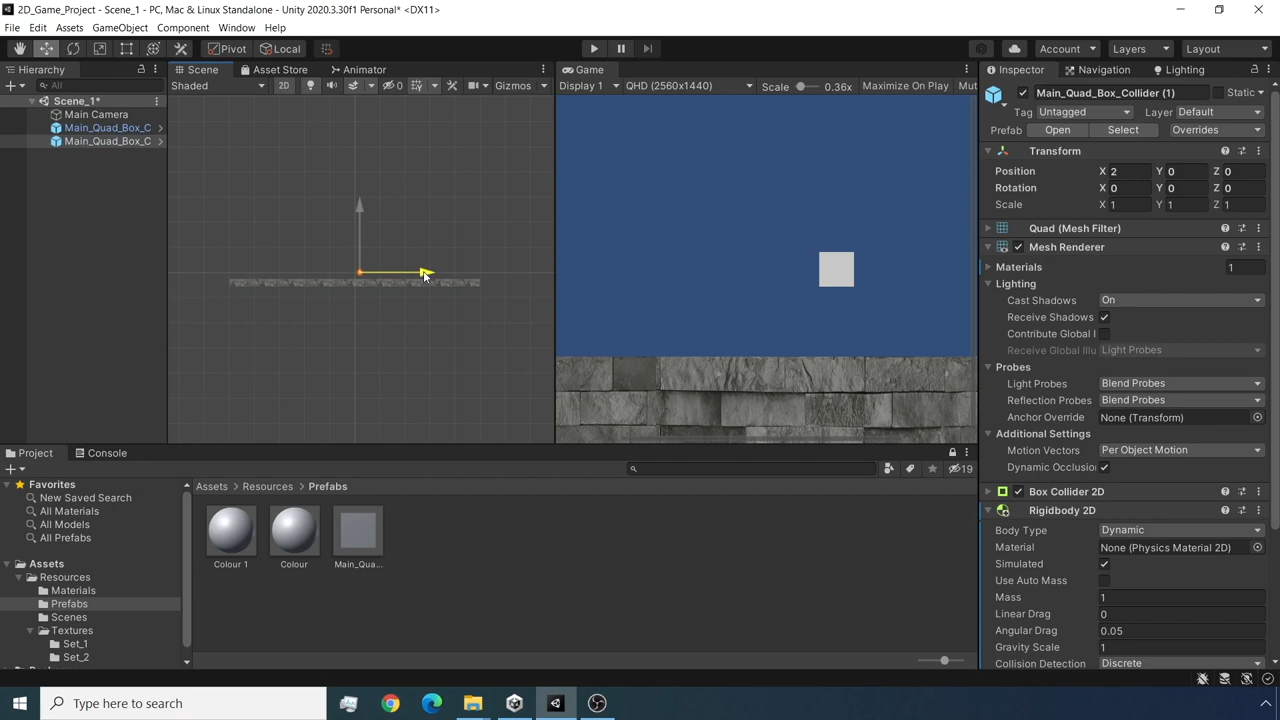 2D_Game_Project - Scene_1 - PC, Mac & Linux Standalone - Unity 2020.3.30f1 Personal* <DX11>
File Edit Assets GameObject Component Window Help
Pivot Local Account Layers Layout
Hierarchy
All
Scene_1*
Main Camera
Main_Quad_Box_C
Main_Quad_Box_C
Scene Asset Store Animator
Shaded 2D 0 Gizmos
Game
Display 1 QHD (2560x1440) Scale 0.36x Maximize On Play Mut
Inspector Navigation Lighting
Main_Quad_Box_Collider (1) Static
Tag Untagged Layer Default
Prefab Open Select Overrides
Transform
Position X 2 Y 0 Z 0
Rotation X 0 Y 0 Z 0
Scale X 1 Y 1 Z 1
Quad (Mesh Filter)
Mesh Renderer
Materials 1
Lighting
Cast Shadows On
Receive Shadows
Contribute Global I
Receive Global Illu Light Probes
Probes
Light Probes Blend Probes
Reflection Probes Blend Probes
Anchor Override None (Transform)
Additional Settings
Motion Vectors Per Object Motion
Dynamic Occlusio
Box Collider 2D
Rigidbody 2D
Body Type Dynamic
Material None (Physics Material 2D)
Simulated
Use Auto Mass
Mass 1
Linear Drag 0
Angular Drag 0.05
Gravity Scale 1
Collision Detection Discrete
Project Console
19
Favorites
New Saved Search
All Materials
All Models
All Prefabs
Assets
Resources
Materials
Prefabs
Scenes
Textures
Set_1
Set_2
Assets > Resources > Prefabs
Colour 1 Colour Main_Qua...
Type here to search